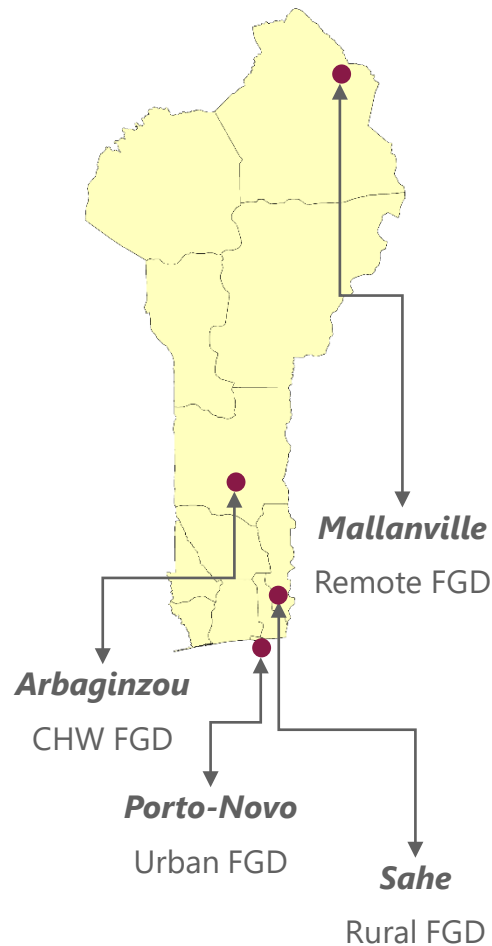 Mallanville
Remote FGD
Arbaginzou
CHW FGD
Porto-Novo
Urban FGD
Sahe
Rural FGD